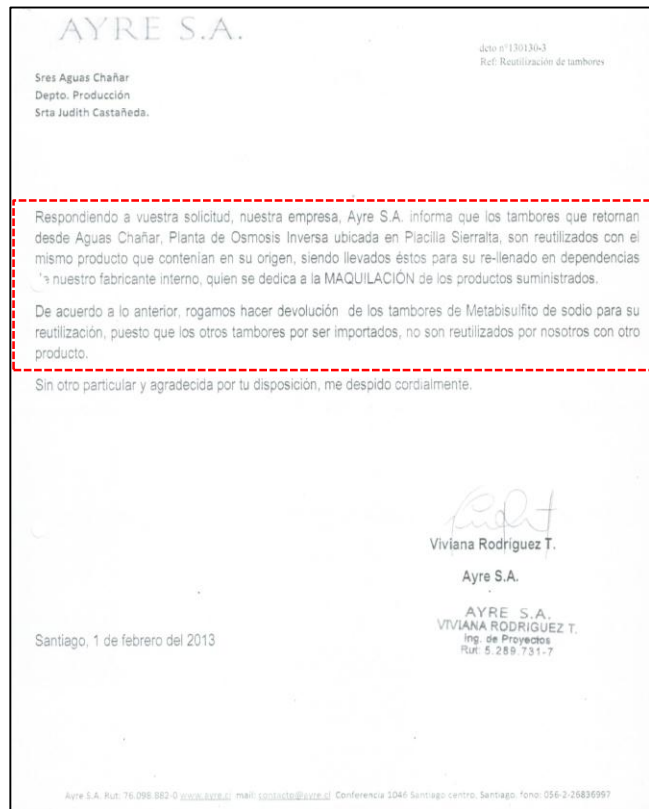 AYRE S.A.
dcto n°130130-3
Ref: Reutilización de tambores
Sres Aguas Chañar
Depto. Producción
Srta Judith Castañeda.
Respondiendo a vuestra solicitud, nuestra empresa, Ayre S.A. informa que los tambores que retornan
desde Aguas Chañar, Planta de Osmosis Inversa ubicada en Placilla Sierralta, son reutilizados con el
mismo producto que contenían en su origen, siendo llevados éstos para su re-llenado en dependencias
nuestro fabricante interno, quien se dedica a la MAQUILACIÓN de los productos suministrados.
De acuerdo a lo anterior, rogamos hacer devolución de los tambores de Metabisulfito de sodio para su
reutilización, puesto que los otros tambores por ser importados, no son reutilizados por nosotros con otro
producto.
Sin otro particular y agradecida por tu disposición, me despido cordialmente.
Viviana Rodríguez T.
Ayre S.A.
AYRE S.A.
VIVIANA RODRIGUEZ T.
Ing. de Proyectos
Rut: 5.289.731-7
Santiago, 1 de febrero del 2013
Ayre S.A. Rut: 76.098.882-0 www.ayre.cl mail: contacto@ayre.cl Conferencia 1046 Santiago centro, Santiago. fono: 056-2-26836997